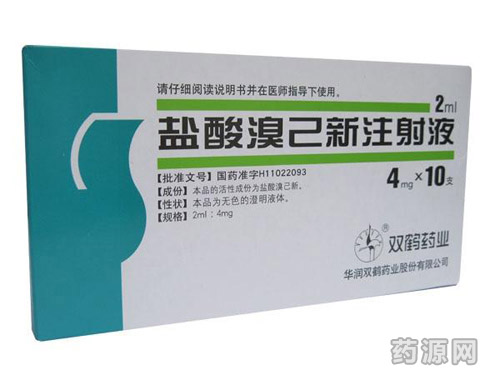 请仔细阅读说明书并在医师指导下使用。
2ml
盐酸溴己新注射液
4mg×10支
【批准文号】国药准字H11022093
【成份】本品的活性成份为盐酸溴己新。
【性状】本品为无色的澄明液体。
【规格】2ml：4mg
®
双鹤药业
华润双鹤药业股份有限公司
药源网